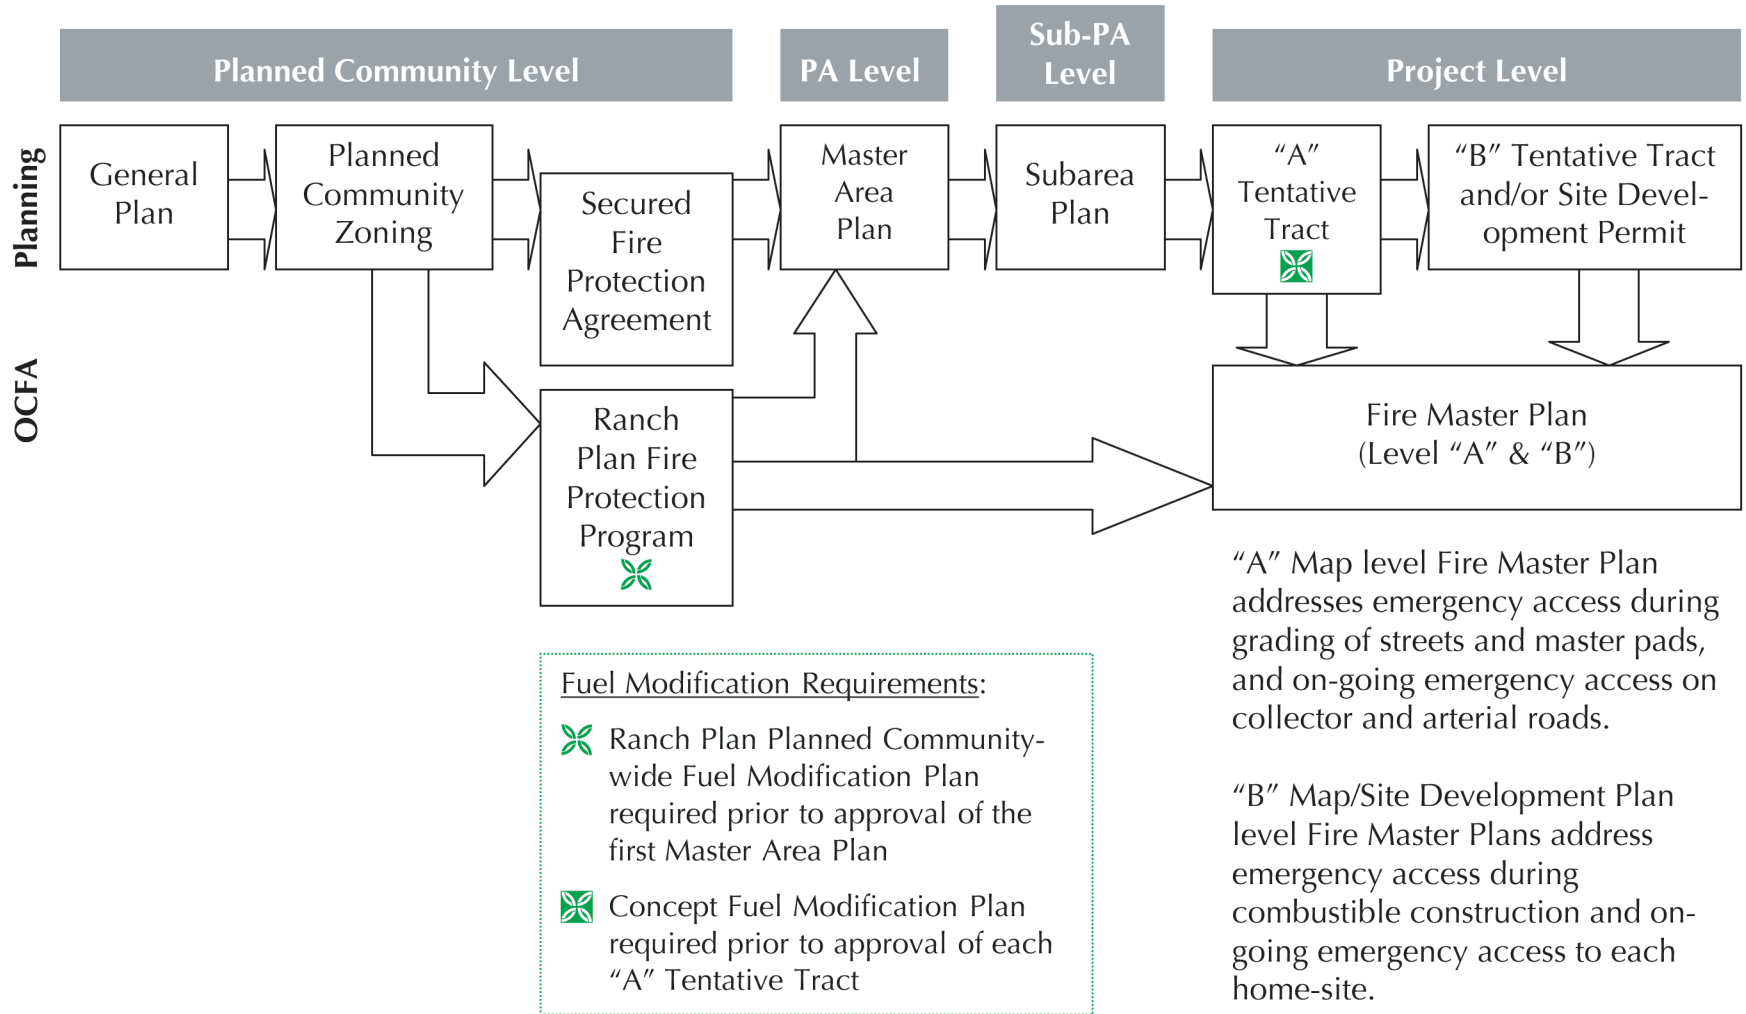 Planned Community Level
PA Level
Sub-PA
Level
Project Level
Planning
General
Plan
Planned
Community
Zoning
Secured
Fire
Protection
Agreement
Master
Area
Plan
Subarea
Plan
“A”
Tentative
Tract
“B” Tentative Tract
and/or Site Devel-
opment Permit
OCFA
Ranch
Plan Fire
Protection
Program
Fire Master Plan
(Level “A” & “B”)
“A” Map level Fire Master Plan
addresses emergency access during
grading of streets and master pads,
and on-going emergency access on
collector and arterial roads.
“B” Map/Site Development Plan
level Fire Master Plans address
emergency access during
combustible construction and on-
going emergency access to each
home-site.
Fuel Modification Requirements:
Ranch Plan Planned Community-
wide Fuel Modification Plan
required prior to approval of the
first Master Area Plan
Concept Fuel Modification Plan
required prior to approval of each
“A” Tentative Tract